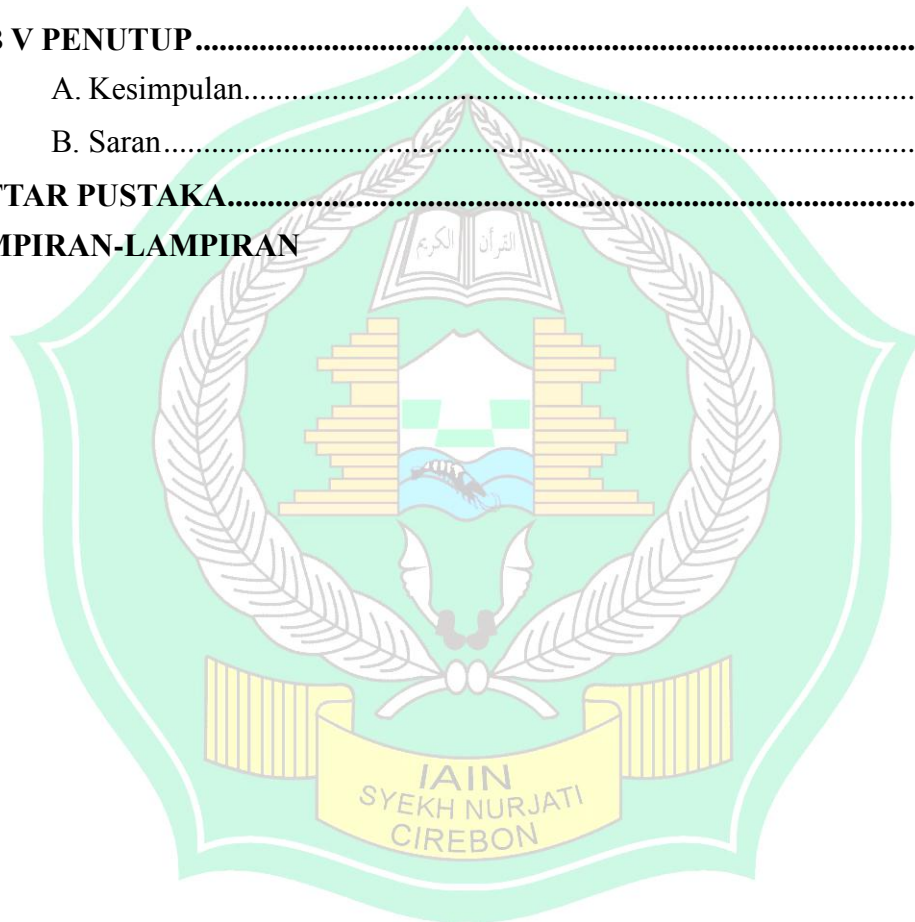 V PENUTUP
A. Kesimpulan
B. Saran
TAR PUSTAKA
MPIRAN-LAMPIRAN
القرآن الكريم
IAIN
SYEKH NURJATI
CIREBON